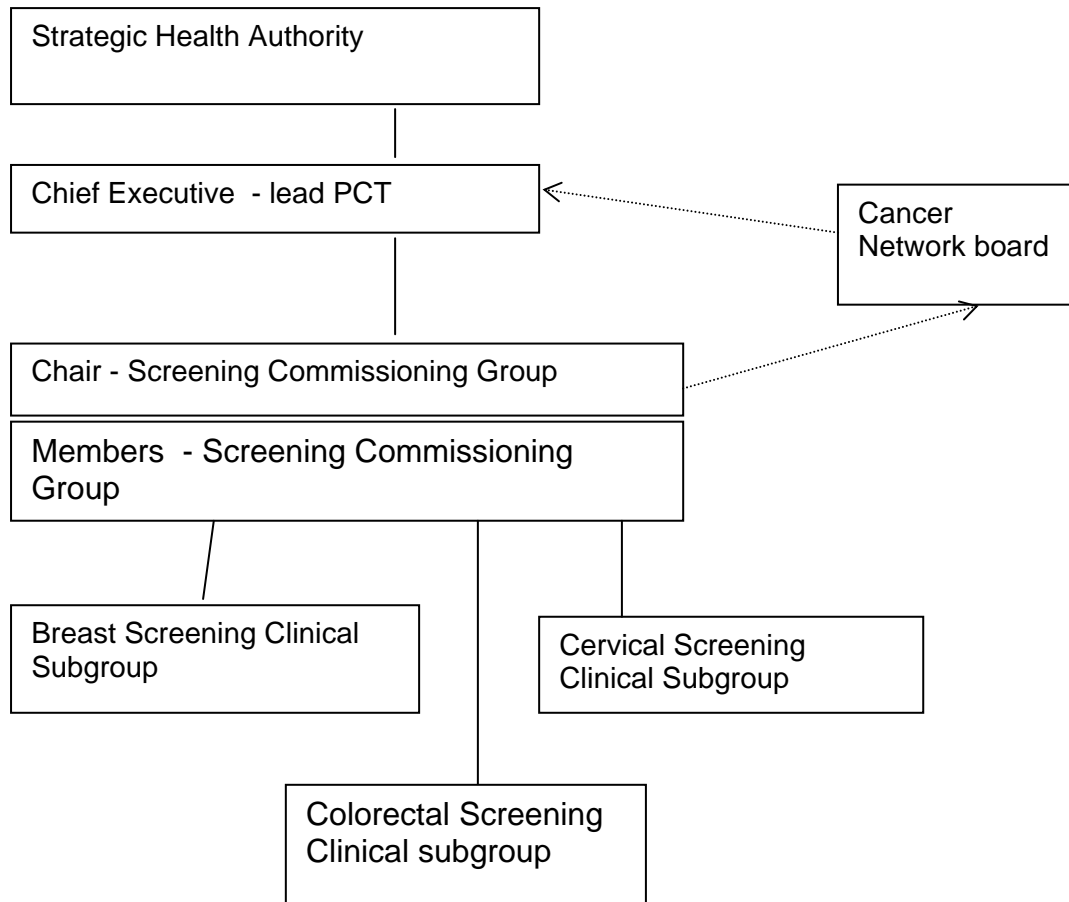 Strategic Health Authority
Chief Executive - lead PCT
Cancer
Network board
Chair - Screening Commissioning Group
Members - Screening Commissioning
Group
Breast Screening Clinical
Subgroup
Cervical Screening
Clinical Subgroup
Colorectal Screening
Clinical subgroup